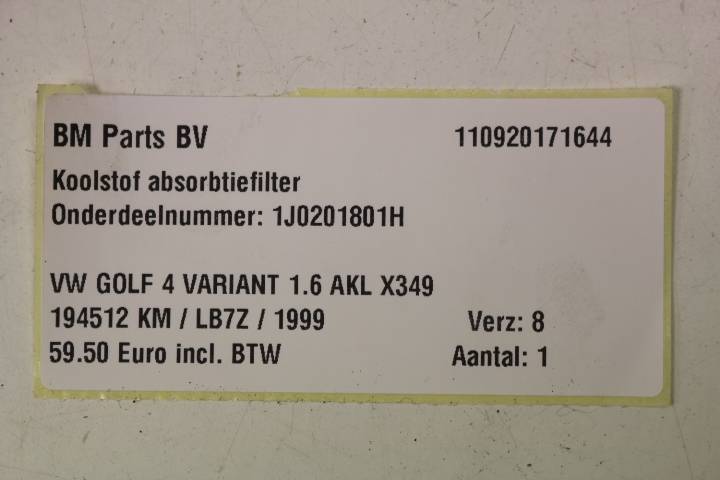 BM Parts BV 110920171644
Koolstof absorbtiefilter
Onderdeelnummer: 1J0201801H
VW GOLF 4 VARIANT 1.6 AKL X349
194512 KM / LB7Z / 1999 Verz: 8
59.50 Euro incl. BTW Aantal: 1